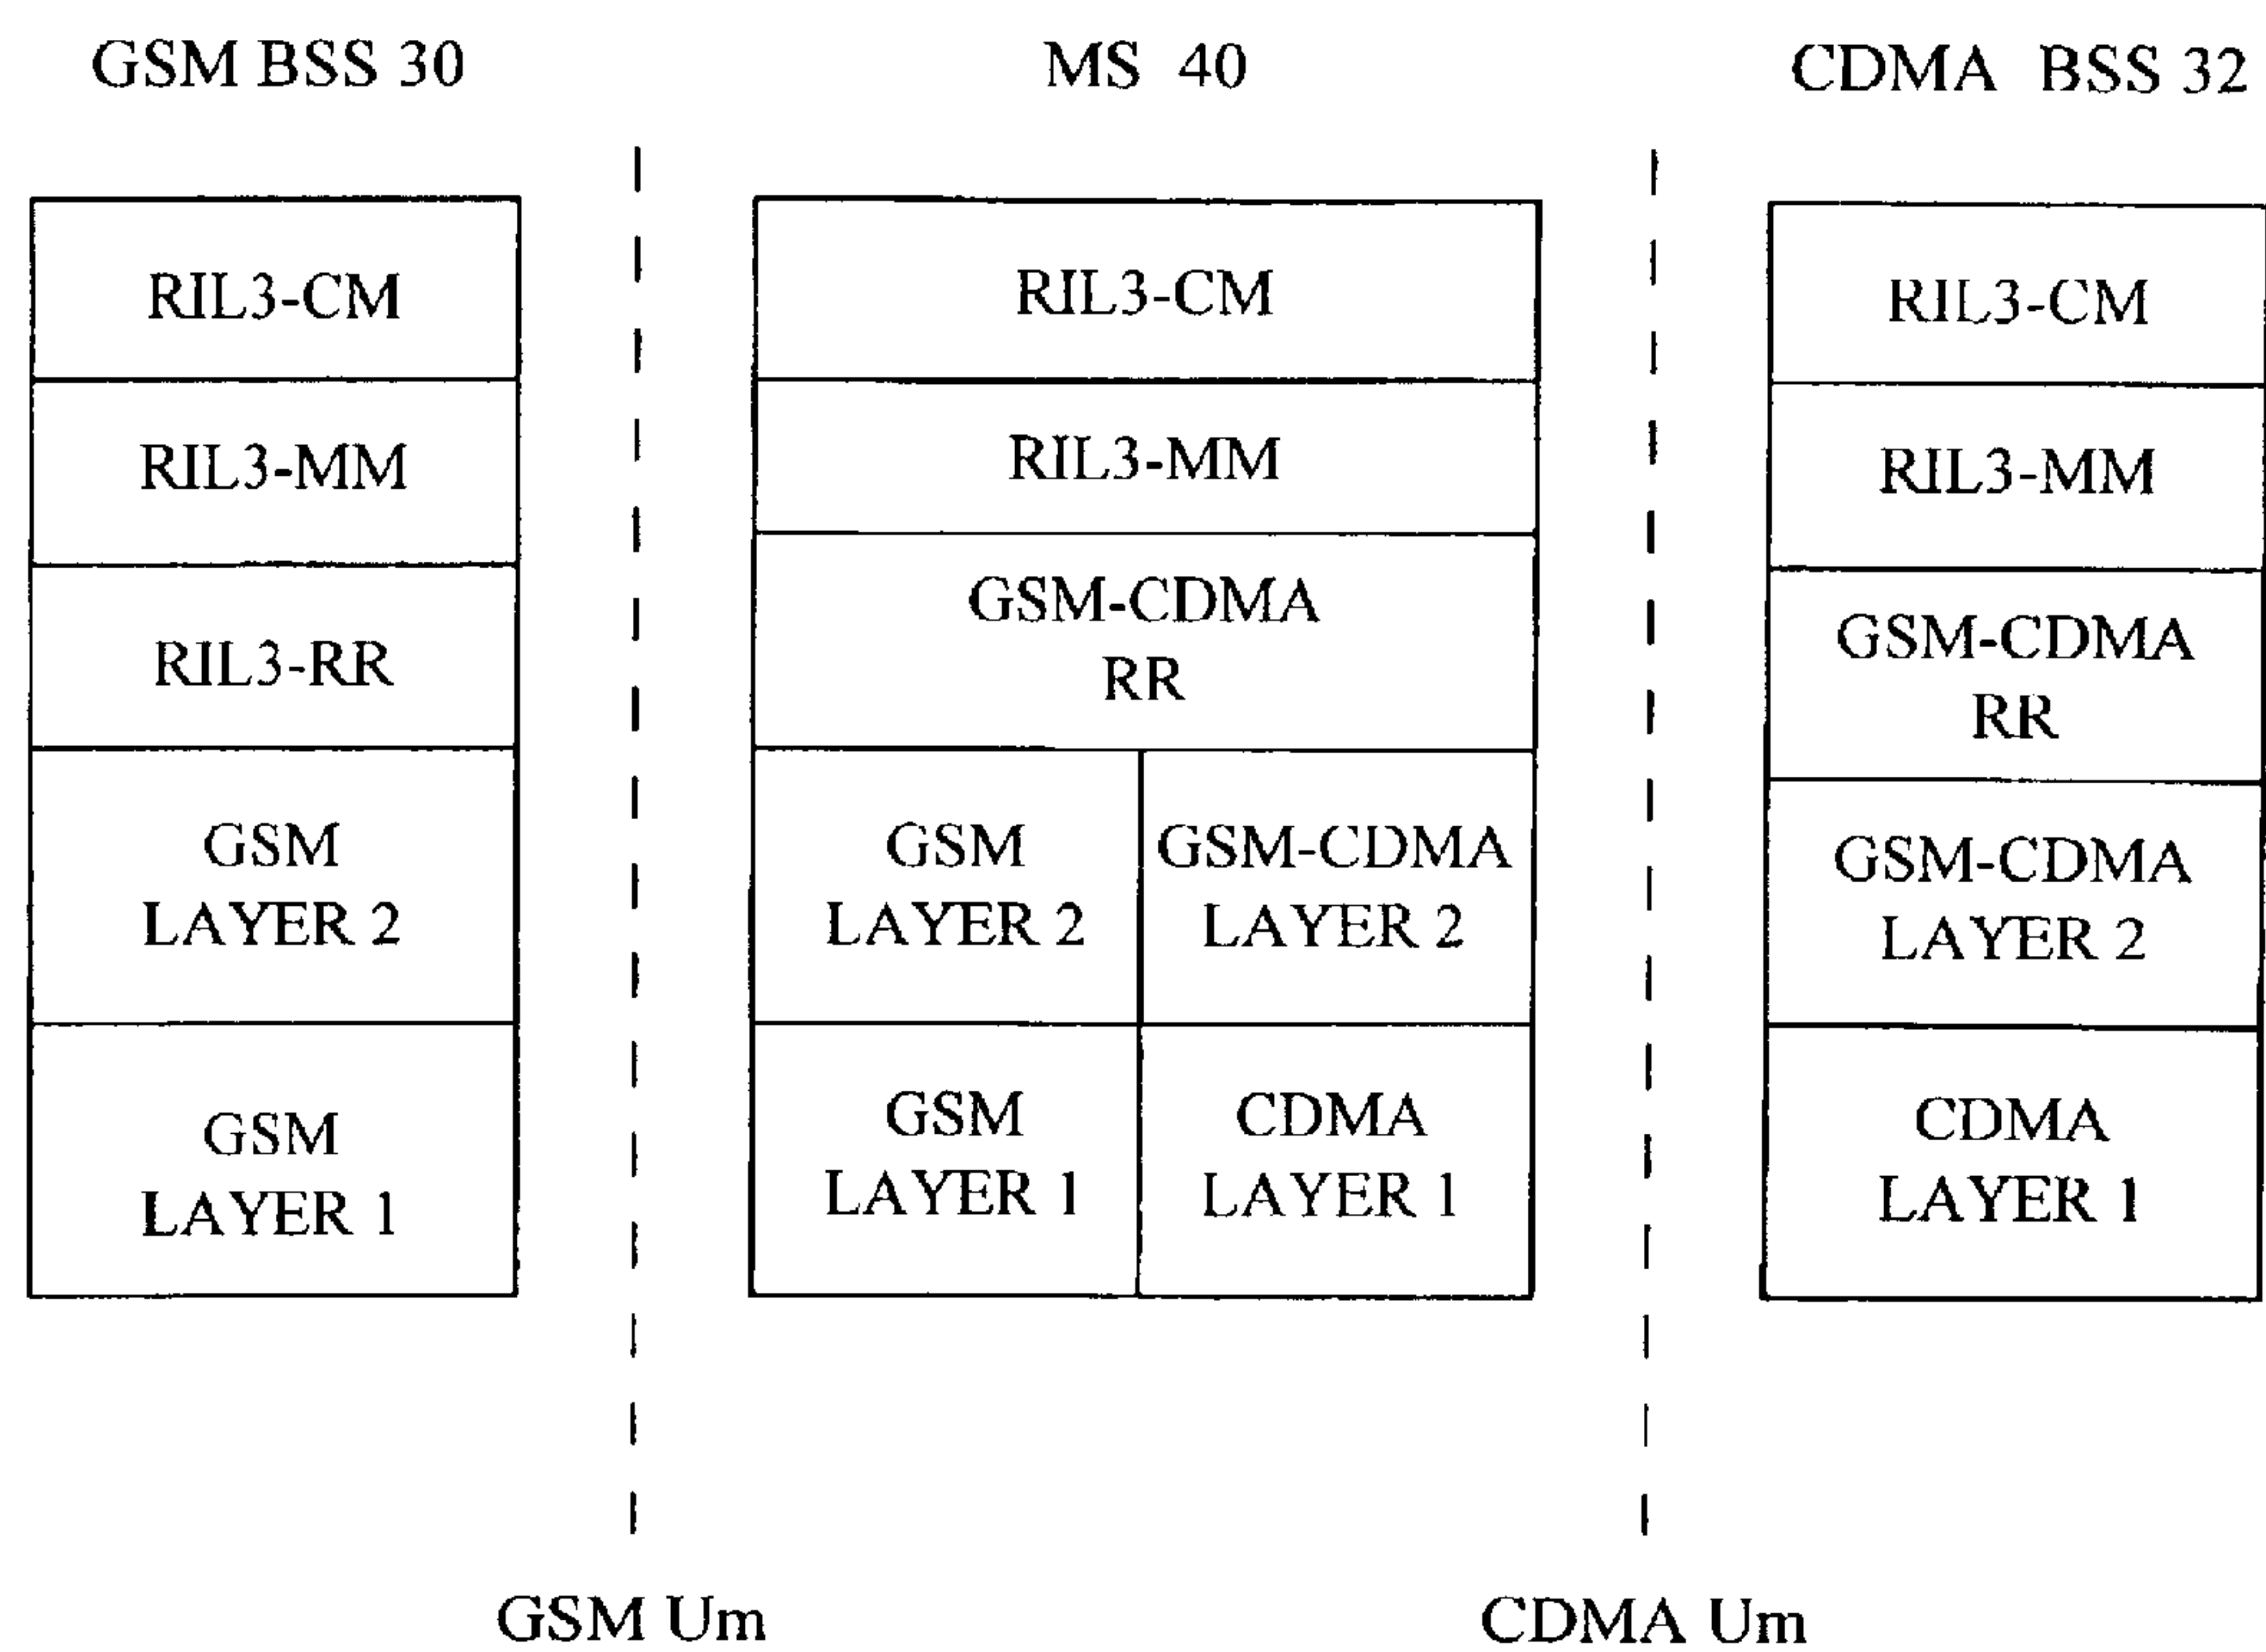 GSM BSS 30
MS 40
CDMA BSS 32
RIL3-CM
RIL3-MM
RIL3-RR
GSM
LAYER 2
GSM
LAYER 1
RIL3-CM
RIL3-MM
GSM-CDMA
RR
GSM
LAYER 2
GSM-CDMA
LAYER 2
GSM
LAYER 1
CDMA
LAYER 1
RIL3-CM
RIL3-MM
GSM-CDMA
RR
GSM-CDMA
LAYER 2
CDMA
LAYER 1
GSM Um
CDMA Um